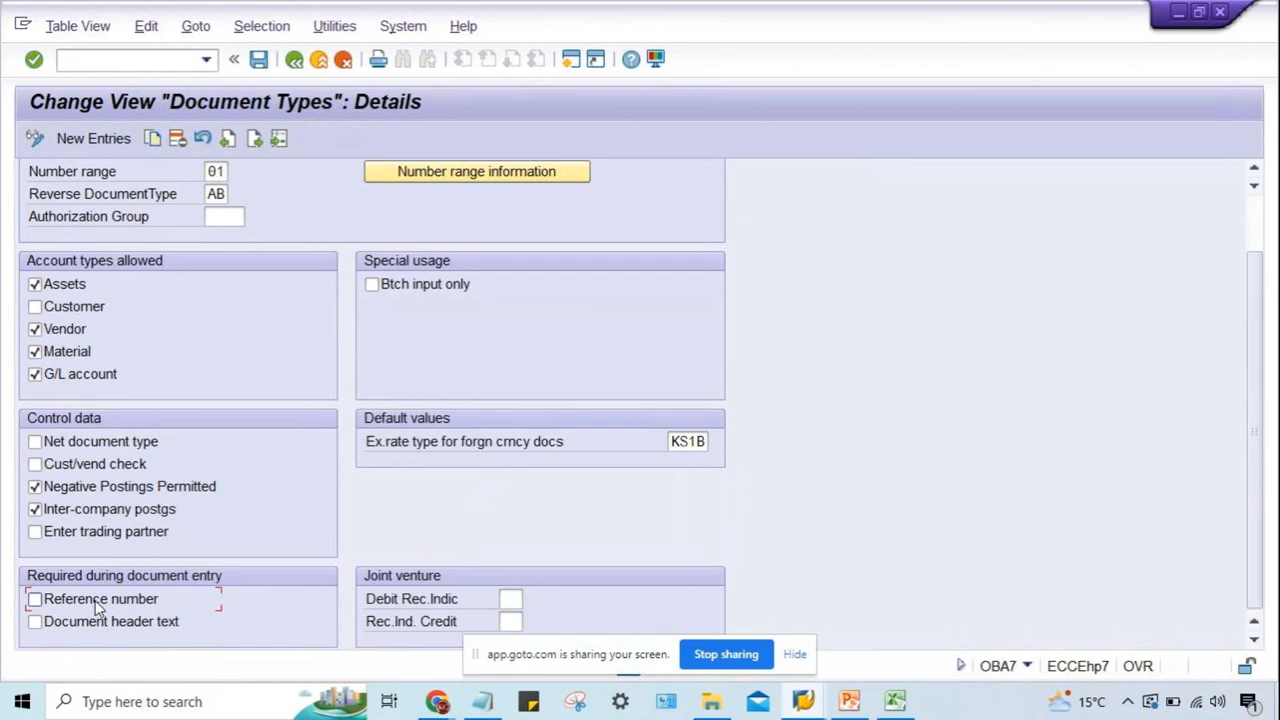 Table View Edit Goto Selection Utilities System Help
Change View "Document Types": Details
New Entries
Number range 01 Number range information
Reverse DocumentType AB
Authorization Group
Account types allowed Special usage
Assets Btch input only
Customer
Vendor
Material
G/L account
Control data Default values
Net document type Ex.rate type for forgn crncy docs KS1B
Cust/vend check
Negative Postings Permitted
Inter-company postgs
Enter trading partner
Required during document entry Joint venture
Reference number Debit Rec.Indic
Document header text Rec.Ind. Credit
app.goto.com is sharing your screen. Stop sharing Hide
OBA7 ECCEhp7 OVR
Type here to search 15°C 1